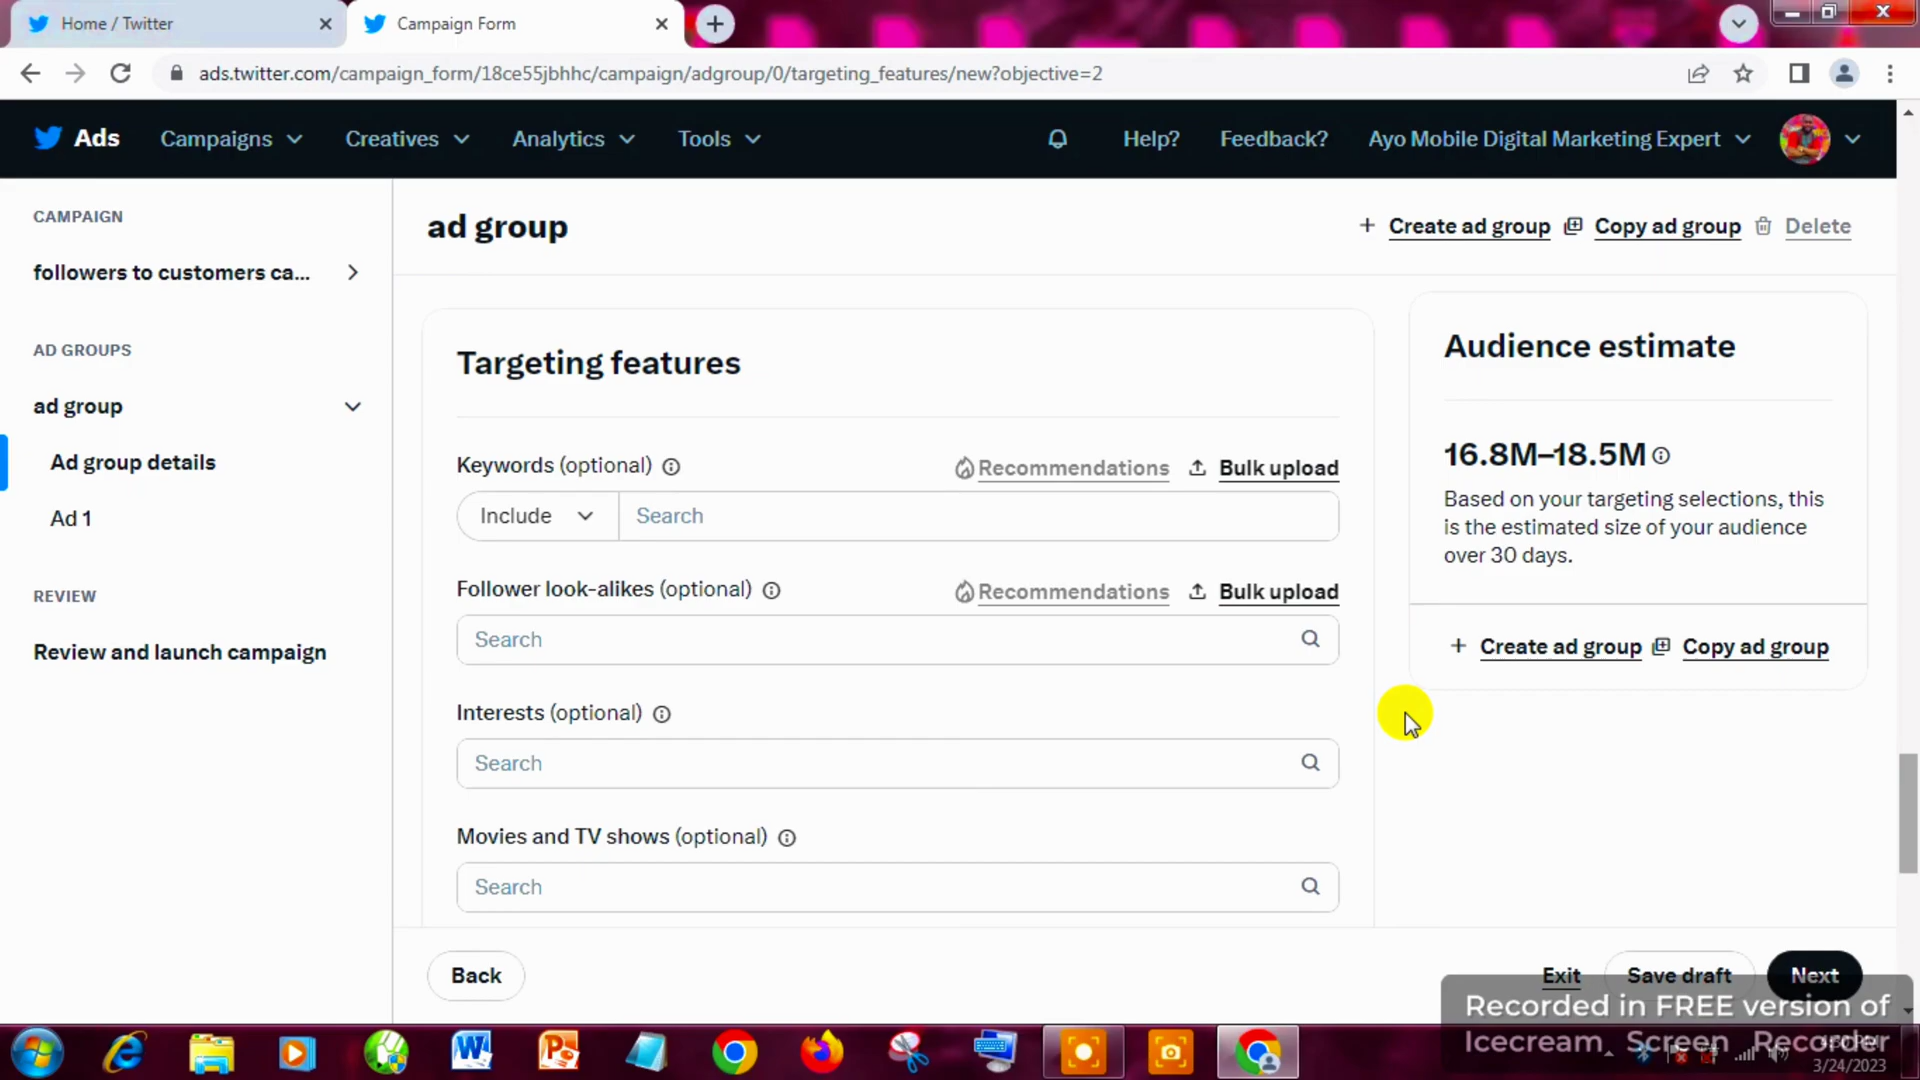 Home / Twitter
Campaign Form
ads.twitter.com/campaign_form/18ce55jbhhc/campaign/adgroup/0/targeting_features/new?objective=2
Ads
Campaigns
Creatives
Analytics
Tools
Help?
Feedback?
Ayo Mobile Digital Marketing Expert
CAMPAIGN
followers to customers ca...
AD GROUPS
ad group
Ad group details
Ad 1
REVIEW
Review and launch campaign
ad group
+ Create ad group
Copy ad group
Delete
Targeting features
Keywords (optional)
Recommendations
Bulk upload
Include
Search
Follower look-alikes (optional)
Recommendations
Bulk upload
Search
Interests (optional)
Search
Movies and TV shows (optional)
Search
Audience estimate
16.8M–18.5M
Based on your targeting selections, this
is the estimated size of your audience
over 30 days.
+ Create ad group
Copy ad group
Back
Exit
Save draft
Next
Recorded in FREE version of
Icecream Screen Recorder
3/24/2023